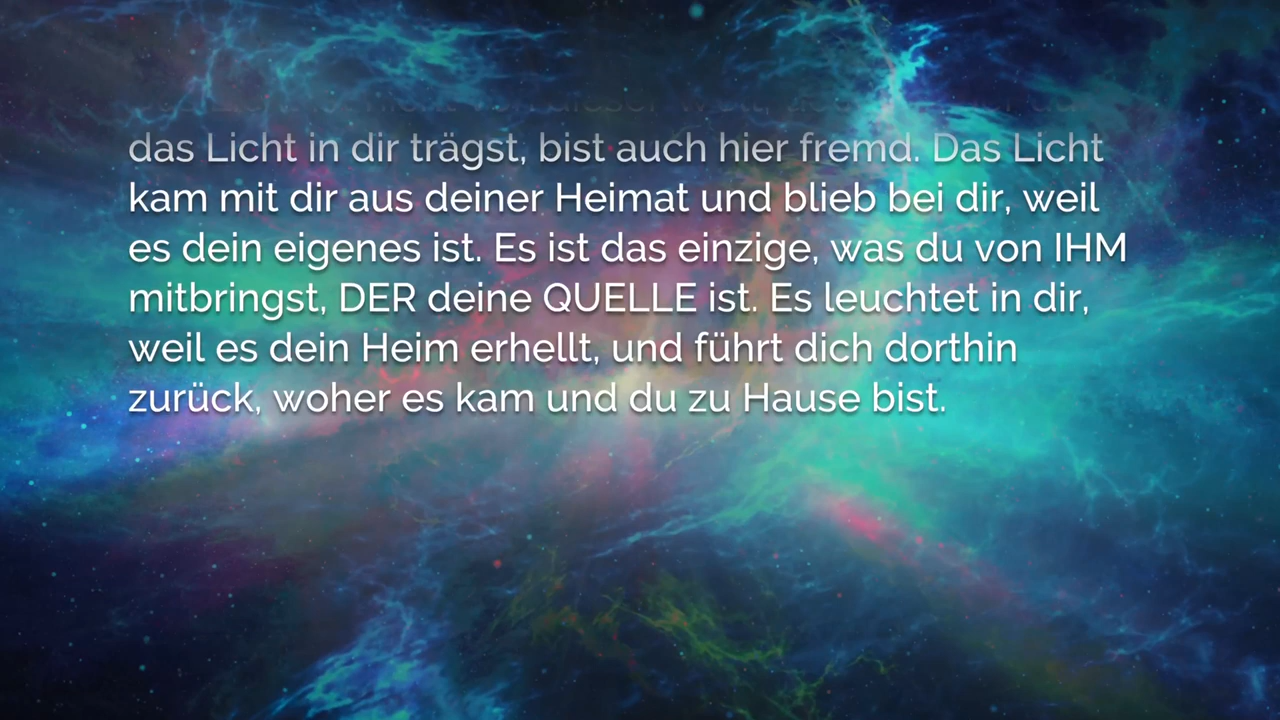 das Licht in dir trägst, bist auch hier fremd. Das Licht
kam mit dir aus deiner Heimat und blieb bei dir, weil
es dein eigenes ist. Es ist das einzige, was du von IHM
mitbringst, DER deine QUELLE ist. Es leuchtet in dir,
weil es dein Heim erhellt, und führt dich dorthin
zurück, woher es kam und du zu Hause bist.